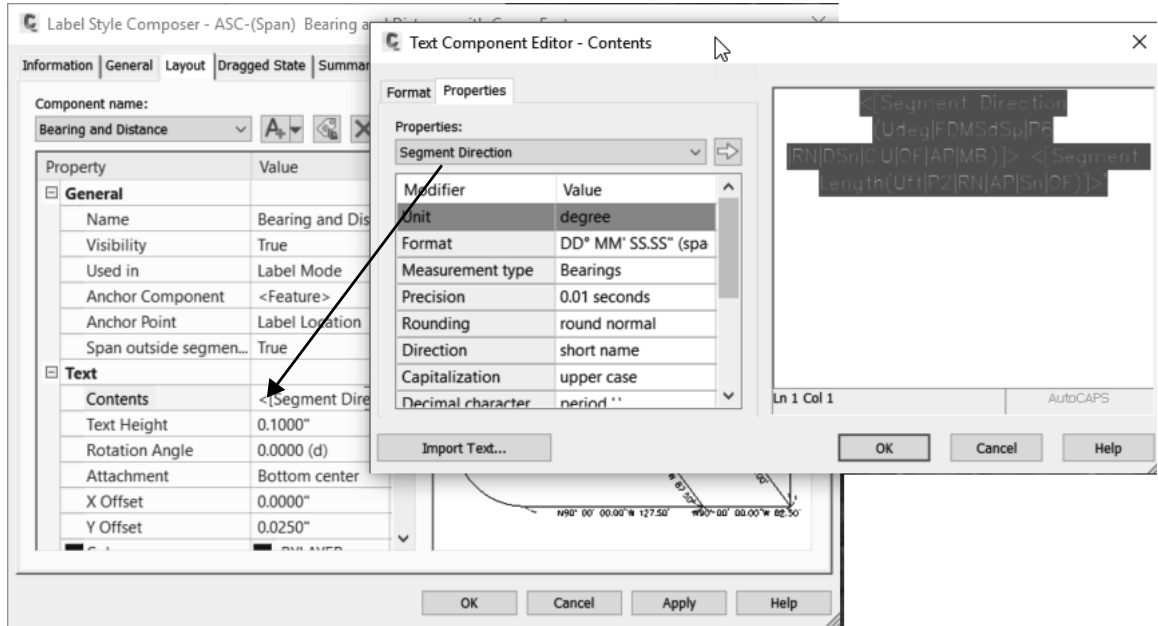 Label Style Composer - ASC-(Span) Bearing a
Information General Layout Dragged State Summar
Component name:
Bearing and Distance
Property Value
General
Name Bearing and Dis
Visibility True
Used in Label Mode
Anchor Component <Feature>
Anchor Point Label Location
Span outside segmen... True
Text
Contents <[Segment Dire
Text Height 0.1000"
Rotation Angle 0.0000 (d)
Attachment Bottom center
X Offset 0.0000"
Y Offset 0.0250"
BYLAYER
OK Cancel Apply Help
Text Component Editor - Contents
Format Properties
Properties:
Segment Direction
Modifier Value
Unit degree
Format DD° MM' SS.SS" (spa
Measurement type Bearings
Precision 0.01 seconds
Rounding round normal
Direction short name
Capitalization upper case
Decimal character period '.'
Import Text...
<[Segment Direction
(Udeg|FDMSdSp|P6
RN|DSn|CU|OF|AP|MB)]> <[Segment
Length(Uft|P2|RN|AP|Sn|OF)]>'
Ln 1 Col 1 AutoCAPS
OK Cancel Help
N90° 00' 00.00"W 127.50' N90° 00' 00.00"W 82.50'